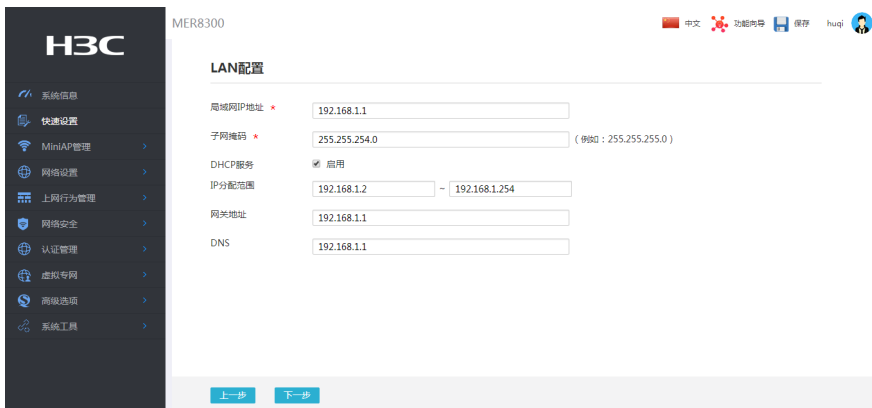 MER8300
中文 功能向导 保存 huqi
H3C
系统信息
快速设置
MiniAP管理
网络设置
上网行为管理
网络安全
认证管理
虚拟专网
高级选项
系统工具
LAN配置
局域网IP地址 * 192.168.1.1
子网掩码 * 255.255.254.0 (例如：255.255.255.0)
DHCP服务 启用
IP分配范围 192.168.1.2 ~ 192.168.1.254
网关地址 192.168.1.1
DNS 192.168.1.1
上一步 下一步